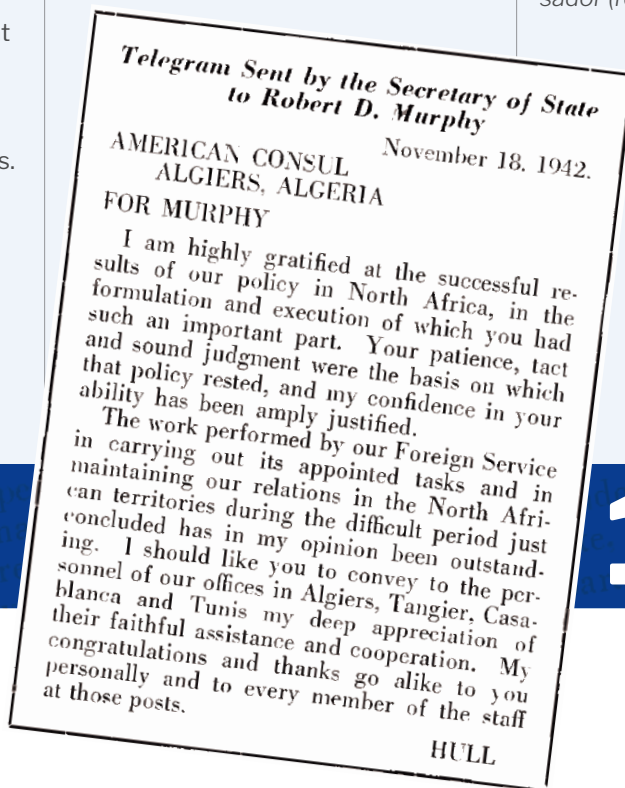 t
s.
sador (r
Telegram Sent by the Secretary of State
to Robert D. Murphy
November 18, 1942.
AMERICAN CONSUL
ALGIERS, ALGERIA
FOR MURPHY
I am highly gratified at the successful re-
sults of our policy in North Africa, in the
formulation and execution of which you had
such an important part. Your patience, tact
and sound judgment were the basis on which
that policy rested, and my confidence in your
ability has been amply justified.
The work performed by our Foreign Service
in carrying out its appointed tasks and in
maintaining our relations in the North Afri-
can territories during the difficult period just
concluded has in my opinion been outstand-
ing. I should like you to convey to the per-
sonnel of our offices in Algiers, Tangier, Casa-
blanca and Tunis my deep appreciation of
their faithful assistance and cooperation. My
congratulations and thanks go alike to you
personally and to every member of the staff
at those posts.
HULL